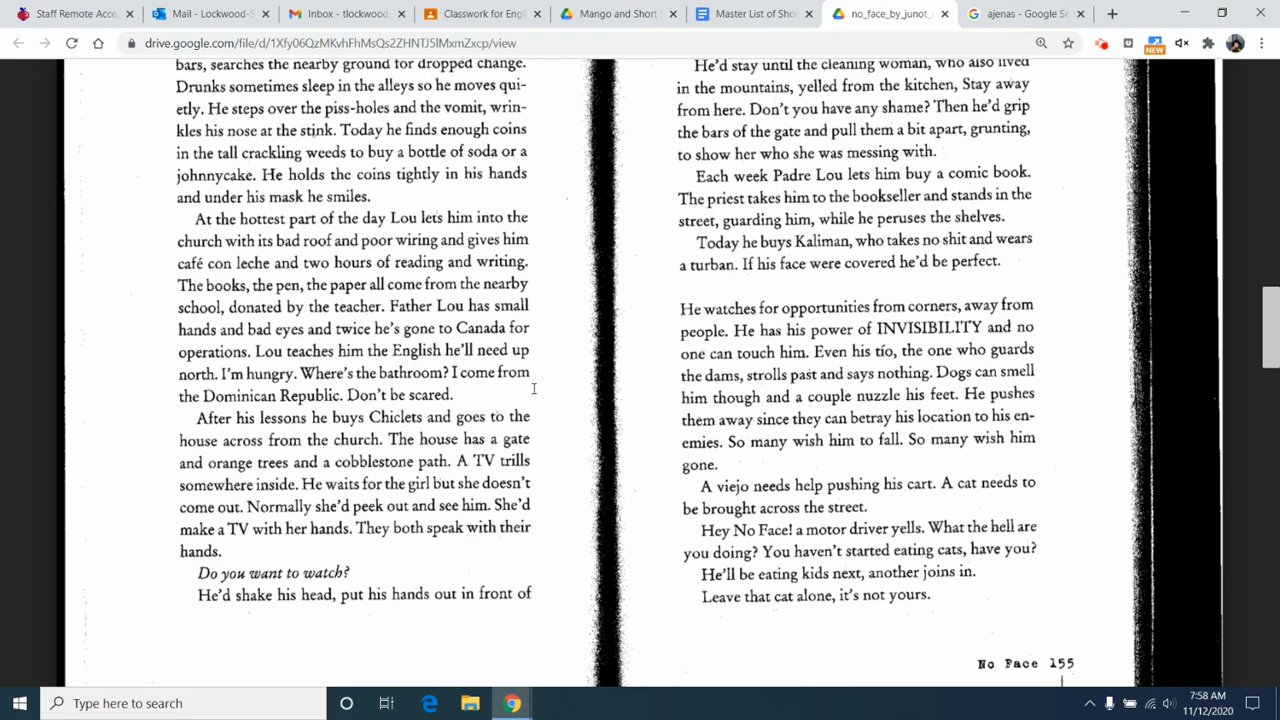 Staff Remote Acce
Mail - Lockwood-S
Inbox - tlockwood
Classwork for Engl
Mango and Short
Master List of Sho
no_face_by_junot_
ajenas - Google Se
drive.google.com/file/d/1Xfy06QzMKvhFhMsQs2ZHNTJ5lMxmZxcp/view
NEW
bars, searches the nearby ground for dropped change.
Drunks sometimes sleep in the alleys so he moves qui-
etly. He steps over the piss-holes and the vomit, wrin-
kles his nose at the stink. Today he finds enough coins
in the tall crackling weeds to buy a bottle of soda or a
johnnycake. He holds the coins tightly in his hands
and under his mask he smiles.
At the hottest part of the day Lou lets him into the
church with its bad roof and poor wiring and gives him
café con leche and two hours of reading and writing.
The books, the pen, the paper all come from the nearby
school, donated by the teacher. Father Lou has small
hands and bad eyes and twice he's gone to Canada for
operations. Lou teaches him the English he'll need up
north. I'm hungry. Where's the bathroom? I come from
the Dominican Republic. Don't be scared.
After his lessons he buys Chiclets and goes to the
house across from the church. The house has a gate
and orange trees and a cobblestone path. A TV trills
somewhere inside. He waits for the girl but she doesn't
come out. Normally she'd peek out and see him. She'd
make a TV with her hands. They both speak with their
hands.
Do you want to watch?
He'd shake his head, put his hands out in front of
He'd stay until the cleaning woman, who also lived
in the mountains, yelled from the kitchen, Stay away
from here. Don't you have any shame? Then he'd grip
the bars of the gate and pull them a bit apart, grunting,
to show her who she was messing with.
Each week Padre Lou lets him buy a comic book.
The priest takes him to the bookseller and stands in the
street, guarding him, while he peruses the shelves.
Today he buys Kaliman, who takes no shit and wears
a turban. If his face were covered he'd be perfect.
He watches for opportunities from corners, away from
people. He has his power of INVISIBILITY and no
one can touch him. Even his tío, the one who guards
the dams, strolls past and says nothing. Dogs can smell
him though and a couple nuzzle his feet. He pushes
them away since they can betray his location to his en-
emies. So many wish him to fall. So many wish him
gone.
A viejo needs help pushing his cart. A cat needs to
be brought across the street.
Hey No Face! a motor driver yells. What the hell are
you doing? You haven't started eating cats, have you?
He'll be eating kids next, another joins in.
Leave that cat alone, it's not yours.
No Face 155
Type here to search
7:58 AM
11/12/2020